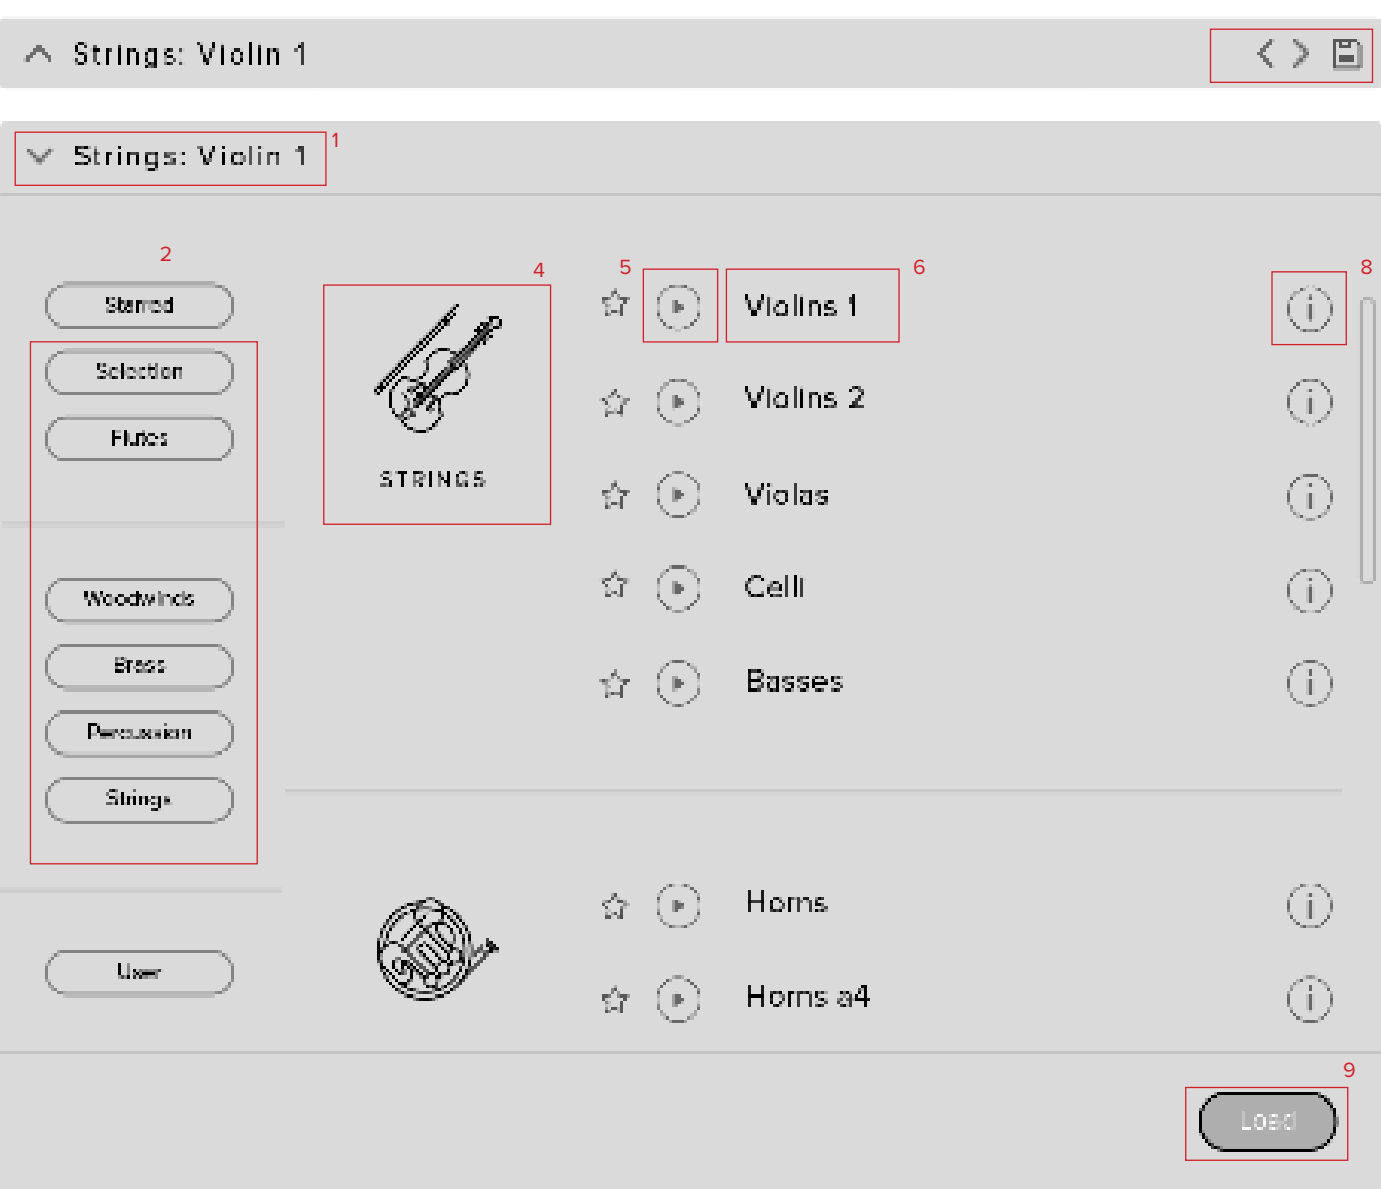 Strings: Violin 1
Strings: Violin 1
1
2
Starred
Selection
Flutes
Woodwinds
Brass
Percussion
Strings
User
4
STRINGS
5
6
8
Violins 1
Violins 2
Violas
Celli
Basses
Horns
Horns a4
9
Load